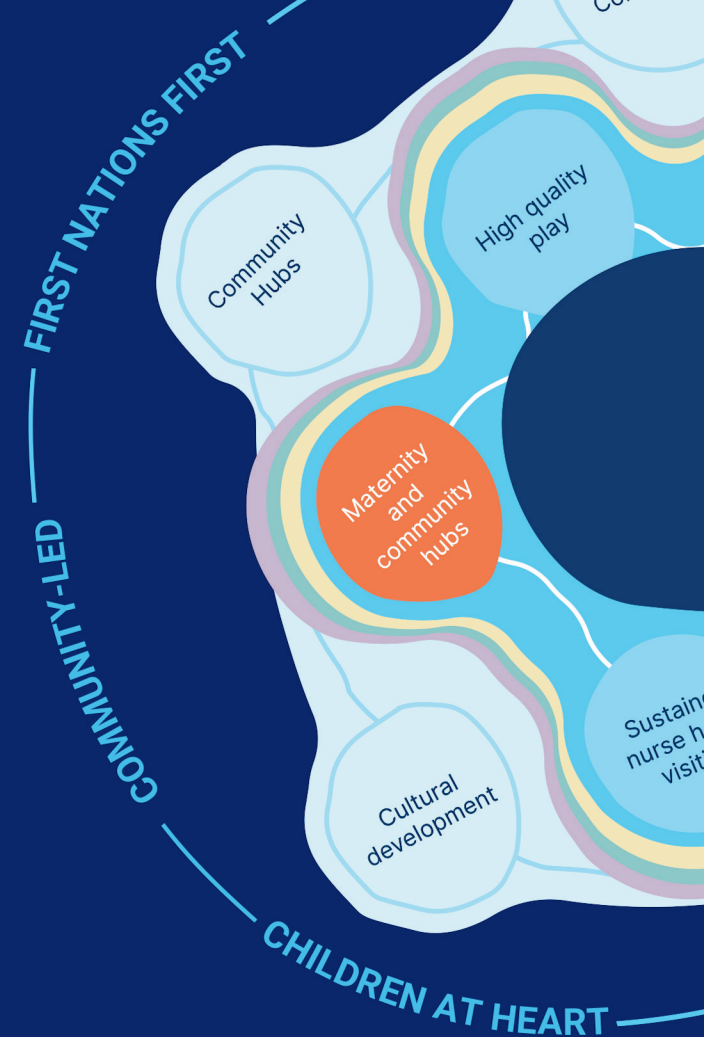 FIRST NATIONS FIRST
High quality
play
Community
Hubs
Maternity
and
community
hubs
nurse
Cultural
development
COMMUNITY-LED
CHILDREN AT HEART